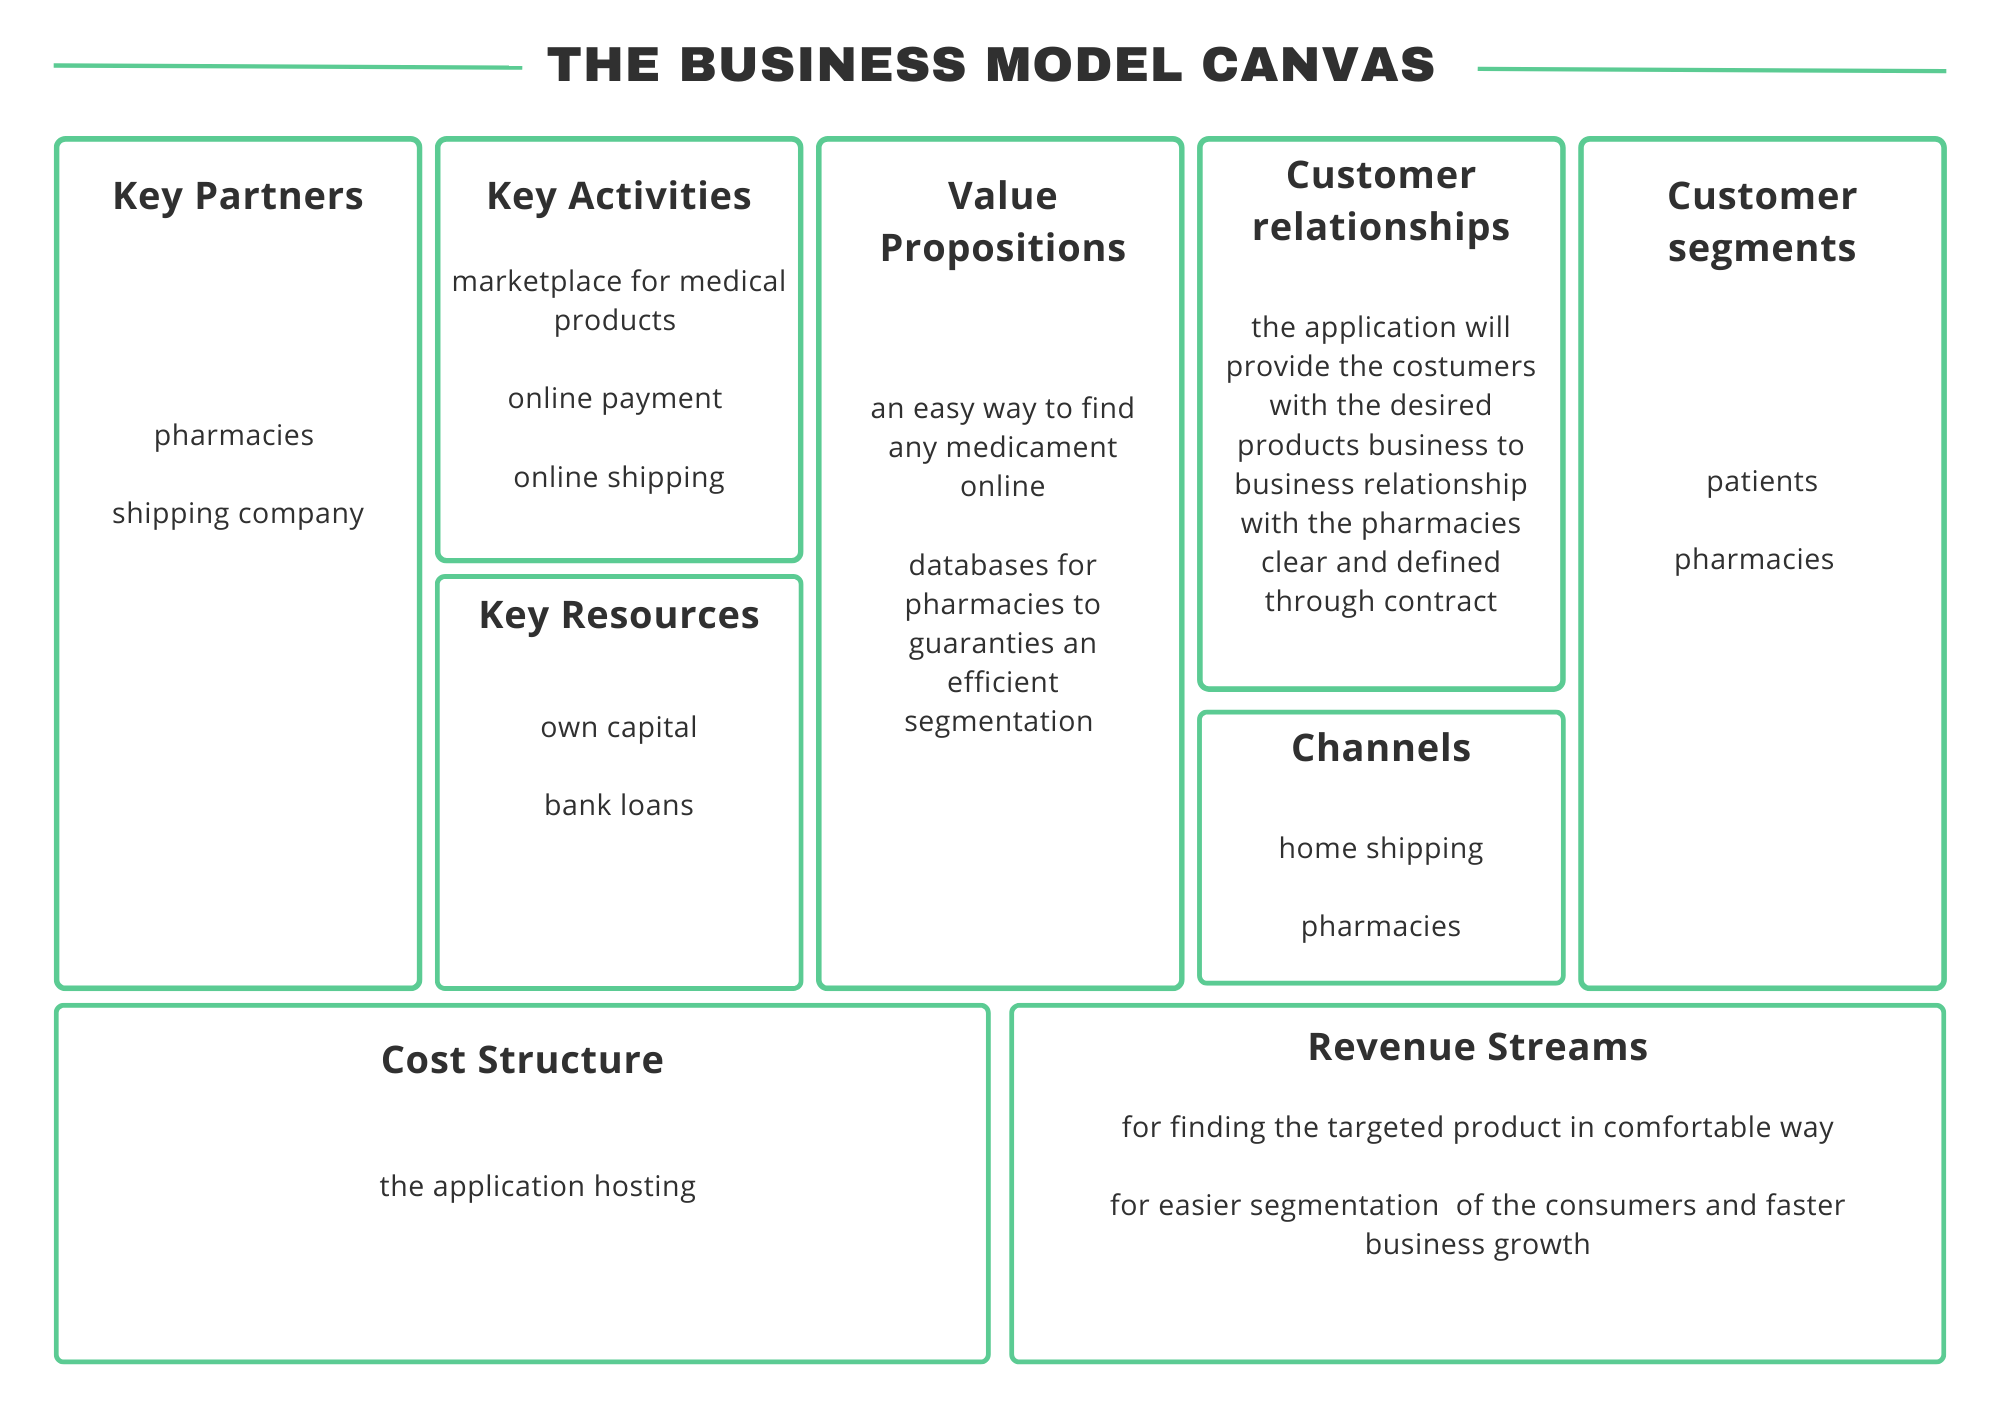 THE BUSINESS MODEL CANVAS
Key Partners
pharmacies
shipping company
Key Activities
marketplace for medical
products
online payment
online shipping
Key Resources
own capital
bank loans
Value
Propositions
an easy way to find
any medicament
online
databases for
pharmacies to
guaranties an
efficient
segmentation
Customer
relationships
the application will
provide the costumers
with the desired
products business to
business relationship
with the pharmacies
clear and defined
through contract
Channels
home shipping
pharmacies
Customer
segments
patients
pharmacies
Cost Structure
the application hosting
Revenue Streams
for finding the targeted product in comfortable way
for easier segmentation  of the consumers and faster
business growth